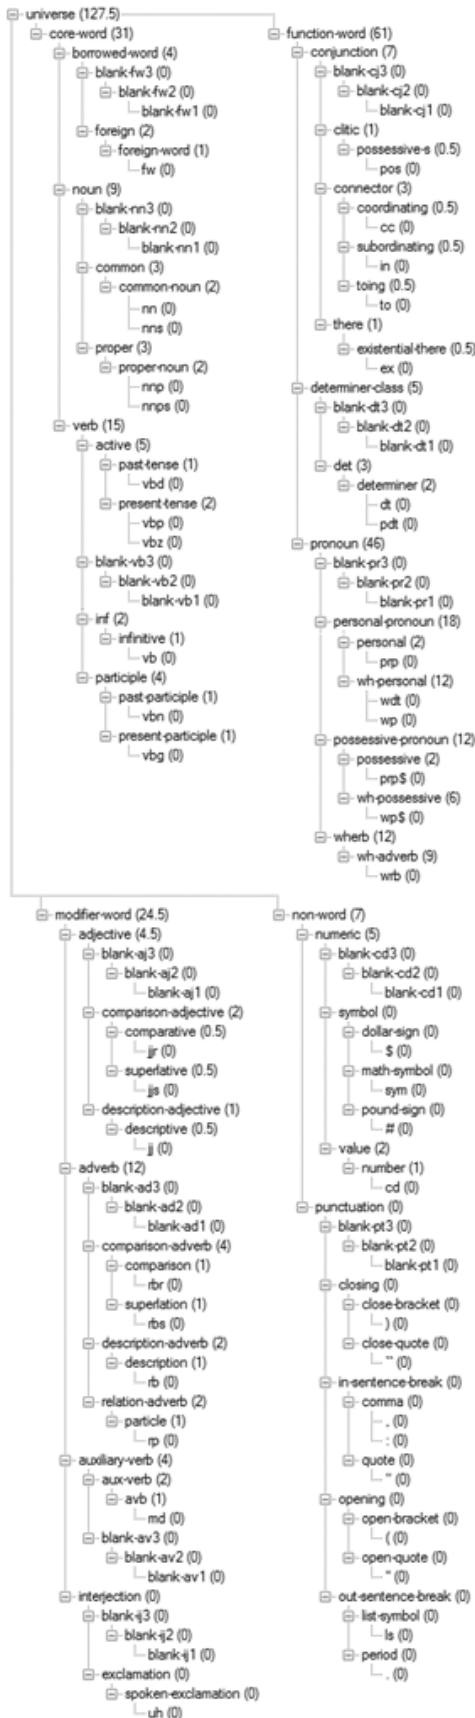 universe (127.5)
core-word (31)
borrowed-word (4)
blank-fw3 (0)
blank-fw2 (0)
blank-fw1 (0)
foreign (2)
foreign-word (1)
fw (0)
noun (9)
blank-nn3 (0)
blank-nn2 (0)
blank-nn1 (0)
common (3)
common-noun (2)
nn (0)
nns (0)
proper (3)
proper-noun (2)
nnp (0)
nnps (0)
verb (15)
active (5)
past-tense (1)
vbd (0)
present-tense (2)
vbp (0)
vbz (0)
blank-vb3 (0)
blank-vb2 (0)
blank-vb1 (0)
inf (2)
infinitive (1)
vb (0)
participle (4)
past-participle (1)
vbn (0)
present-participle (1)
vbg (0)
function-word (61)
conjunction (7)
blank-cj3 (0)
blank-cj2 (0)
blank-cj1 (0)
clitic (1)
possessive-s (0.5)
pos (0)
connector (3)
coordinating (0.5)
cc (0)
subordinating (0.5)
in (0)
toing (0.5)
to (0)
there (1)
existential-there (0.5)
ex (0)
determiner-class (5)
blank-dt3 (0)
blank-dt2 (0)
blank-dt1 (0)
det (3)
determiner (2)
dt (0)
pdt (0)
pronoun (46)
blank-pr3 (0)
blank-pr2 (0)
blank-pr1 (0)
personal-pronoun (18)
personal (2)
prp (0)
wh-personal (12)
wdt (0)
wp (0)
possessive-pronoun (12)
possessive (2)
prp$ (0)
wh-possessive (6)
wp$ (0)
wherb (12)
wh-adverb (9)
wrb (0)
modifier-word (24.5)
adjective (4.5)
blank-aj3 (0)
blank-aj2 (0)
blank-aj1 (0)
comparison-adjective (2)
comparative (0.5)
jjr (0)
superlative (0.5)
jjs (0)
description-adjective (1)
descriptive (0.5)
jj (0)
adverb (12)
blank-ad3 (0)
blank-ad2 (0)
blank-ad1 (0)
comparison-adverb (4)
comparison (1)
rbr (0)
superlation (1)
rbs (0)
description-adverb (2)
description (1)
rb (0)
relation-adverb (2)
particle (1)
rp (0)
auxiliary-verb (4)
aux-verb (2)
avb (1)
md (0)
blank-av3 (0)
blank-av2 (0)
blank-av1 (0)
interjection (0)
blank-ij3 (0)
blank-ij2 (0)
blank-ij1 (0)
exclamation (0)
spoken-exclamation (0)
uh (0)
non-word (7)
numeric (5)
blank-cd3 (0)
blank-cd2 (0)
blank-cd1 (0)
symbol (0)
dollar-sign (0)
$ (0)
math-symbol (0)
sym (0)
pound-sign (0)
# (0)
value (2)
number (1)
cd (0)
punctuation (0)
blank-pt3 (0)
blank-pt2 (0)
blank-pt1 (0)
closing (0)
close-bracket (0)
) (0)
close-quote (0)
`` (0)
in-sentence-break (0)
comma (0)
, (0)
: (0)
quote (0)
" (0)
opening (0)
open-bracket (0)
( (0)
open-quote (0)
" (0)
out-sentence-break (0)
list-symbol (0)
ls (0)
period (0)
. (0)